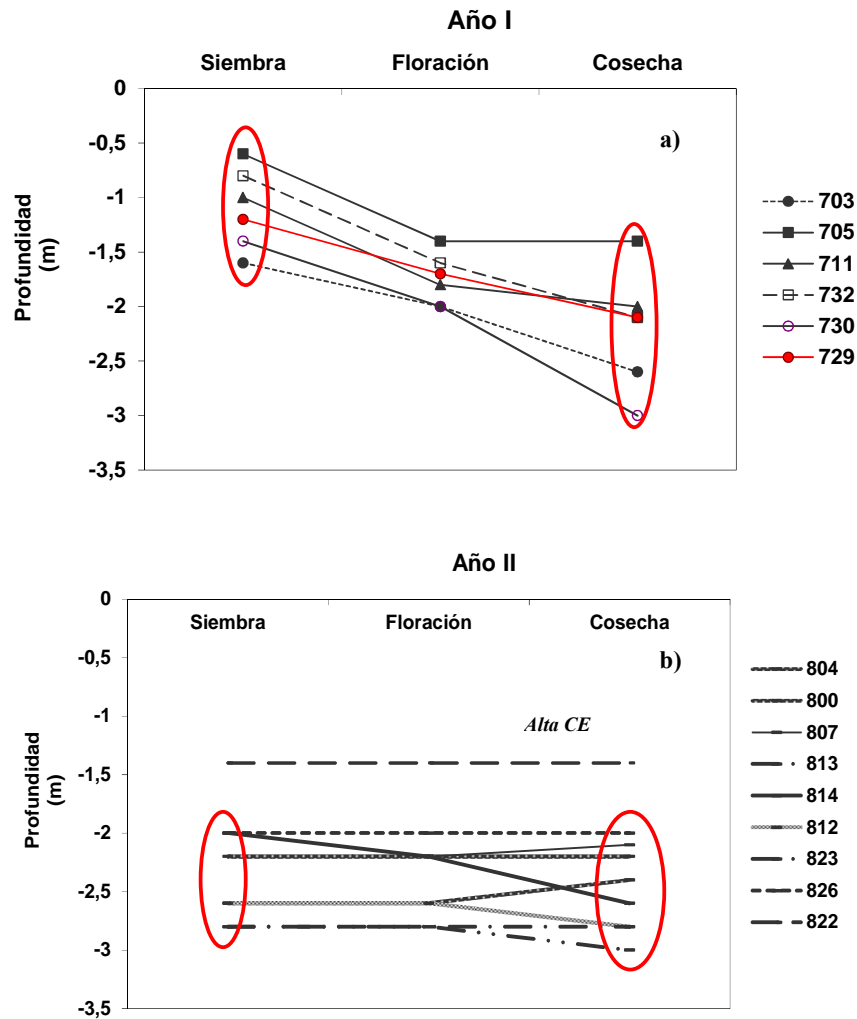 Año I
Siembra Floración Cosecha
0
-0,5
-1
-1,5
-2
-2,5
-3
-3,5
Profundidad
(m)
a)
703
705
711
732
730
729
Año II
0
-0,5
-1
-1,5
-2
-2,5
-3
-3,5
Profundidad
(m)
Siembra Floración Cosecha
b)
Alta CE
804
800
807
813
814
812
823
826
822